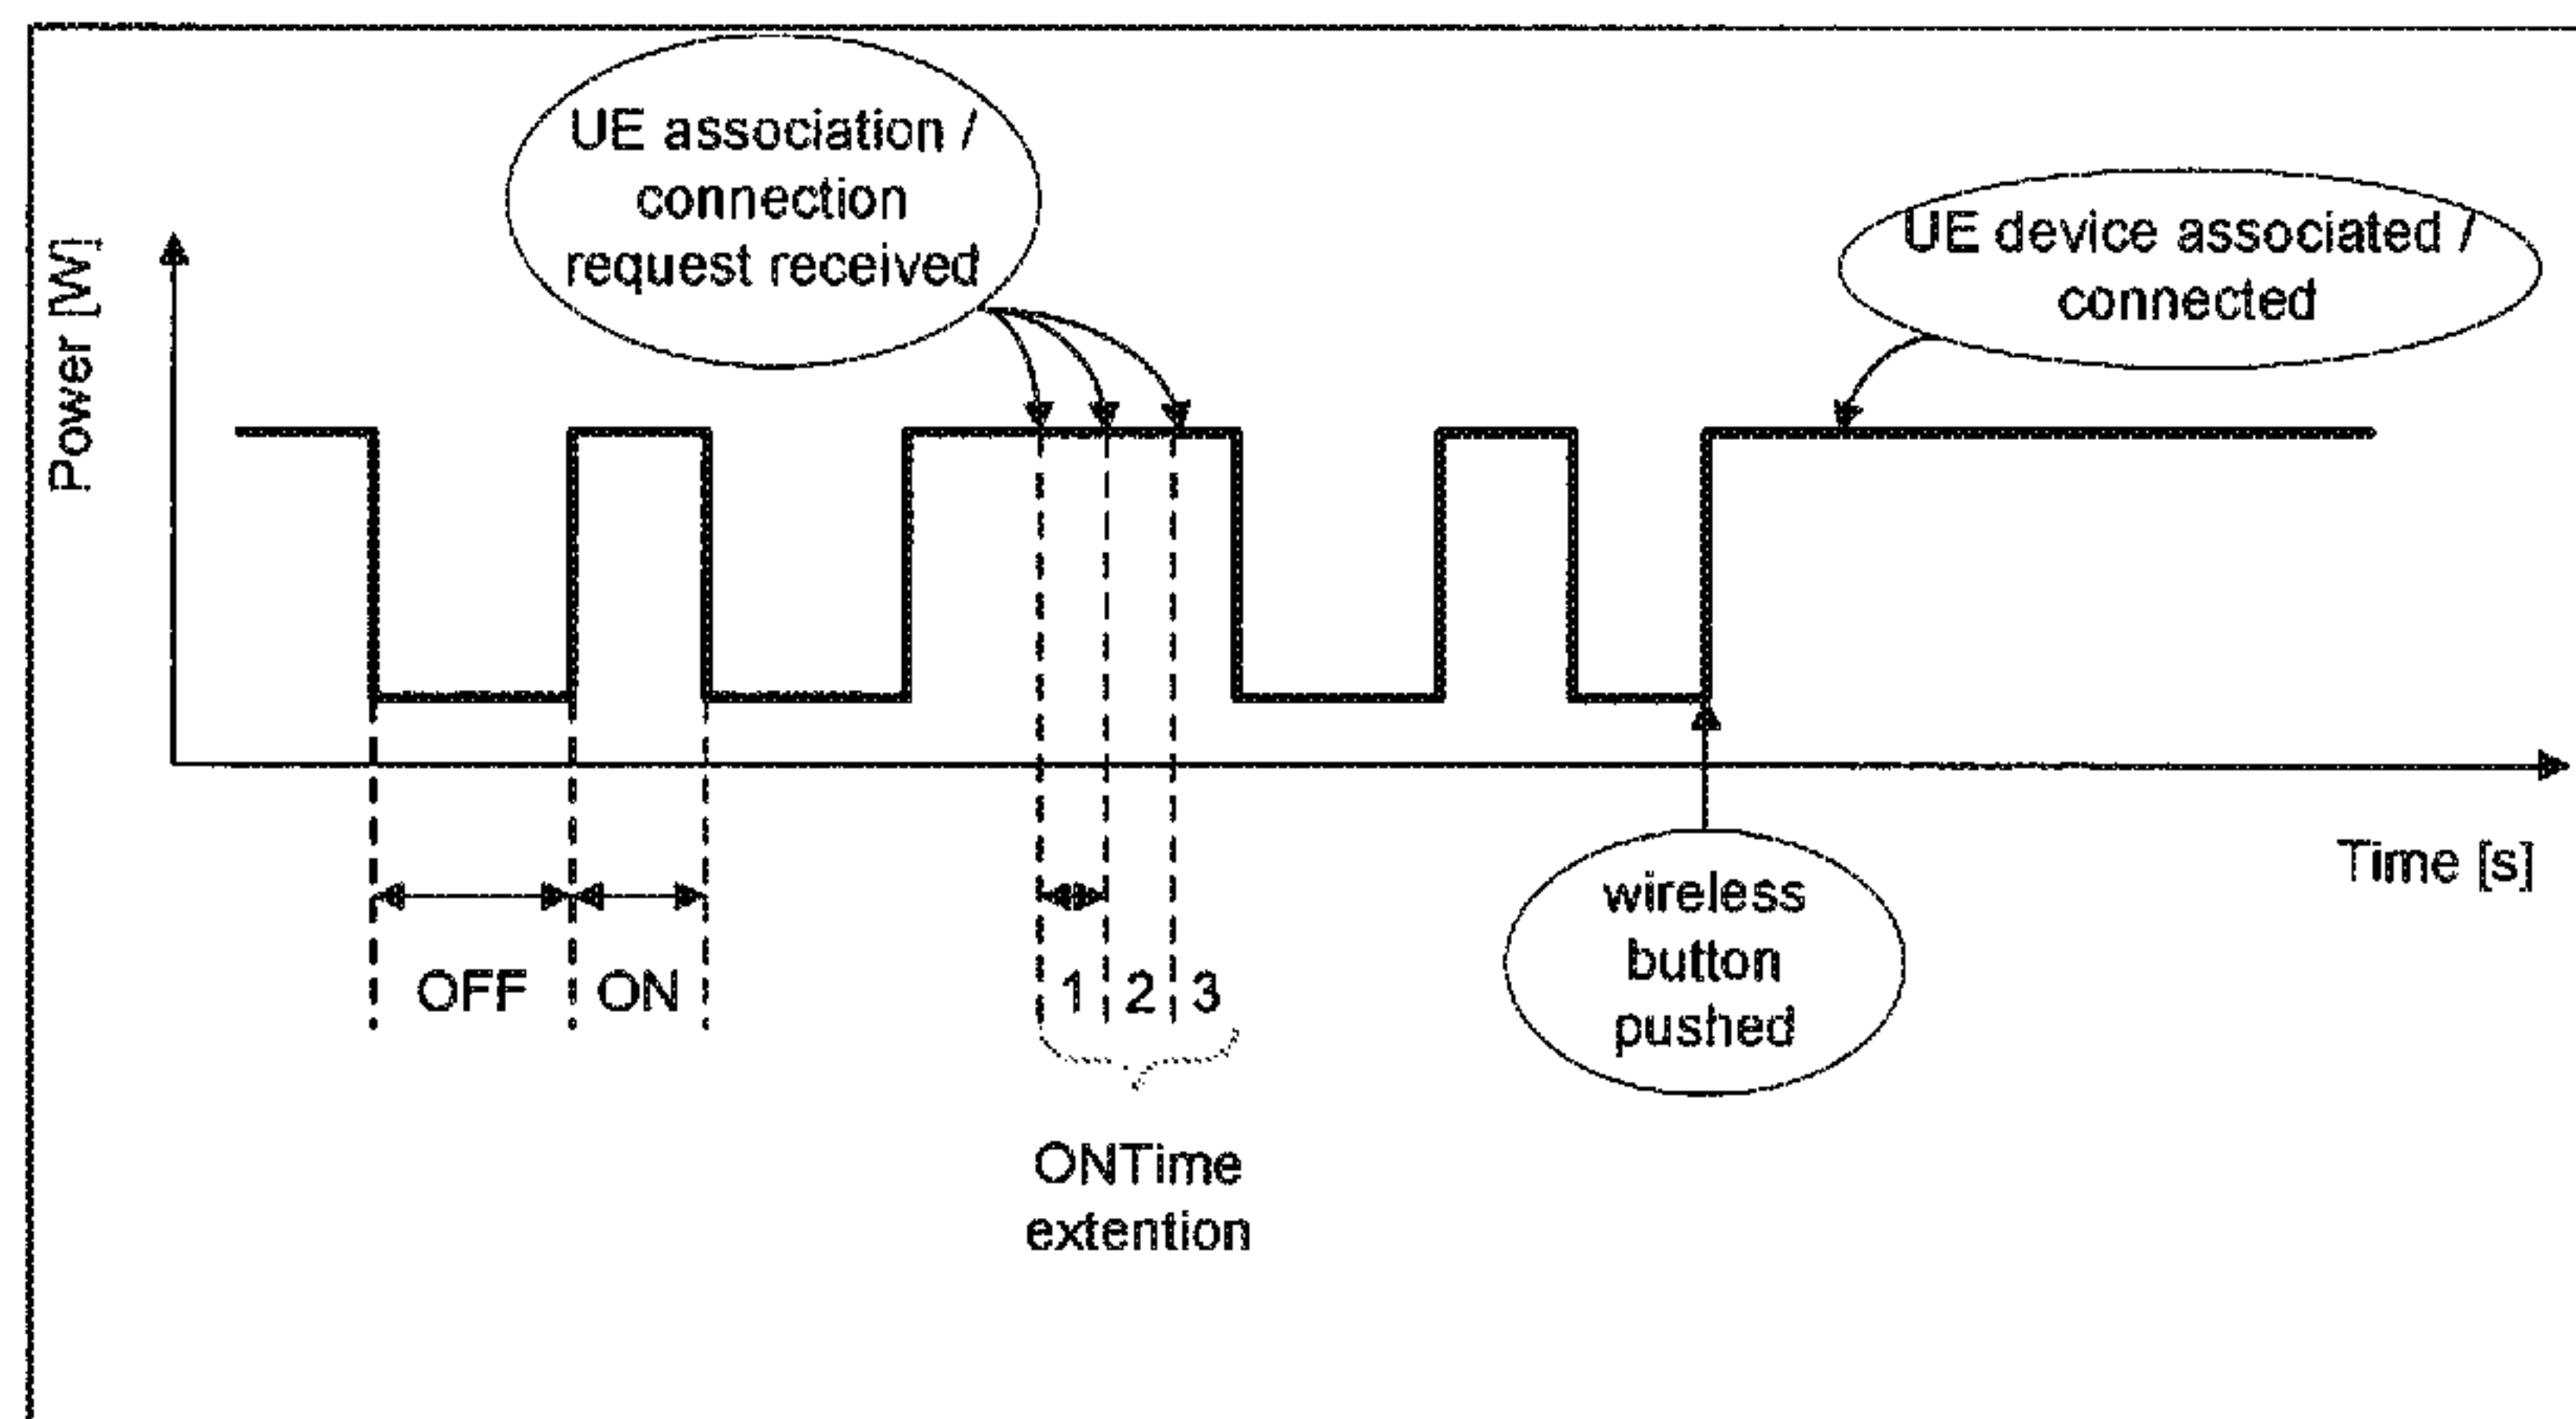 UE association /
connection
request received
UE device associated /
connected
Power [W]
Time [s]
OFF
ON
1
2
3
ONTime
extention
wireless
button
pushed